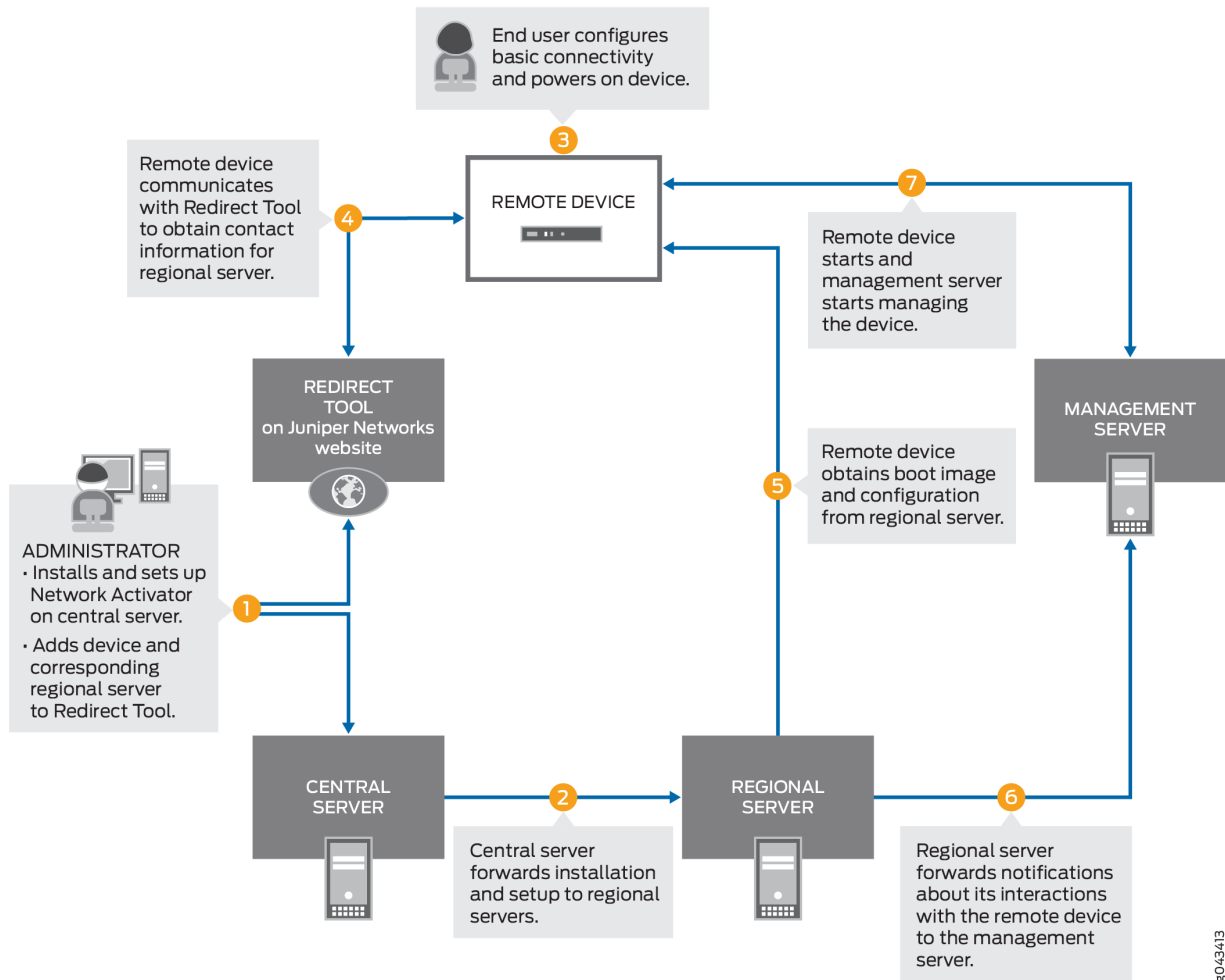 End user configures
basic connectivity
and powers on device.
3
Remote device
communicates
with Redirect Tool
to obtain contact
information for
regional server.
4
REMOTE DEVICE
7
Remote device
starts and
management server
starts managing
the device.
REDIRECT
TOOL
on Juniper Networks
website
MANAGEMENT
SERVER
Remote device
obtains boot image
and configuration
from regional server.
5
ADMINISTRATOR
· Installs and sets up
Network Activator
on central server.
· Adds device and
corresponding
regional server
to Redirect Tool.
1
CENTRAL
SERVER
2
Central server
forwards installation
and setup to regional
servers.
REGIONAL
SERVER
6
Regional server
forwards notifications
about its interactions
with the remote device
to the management
server.
g043413